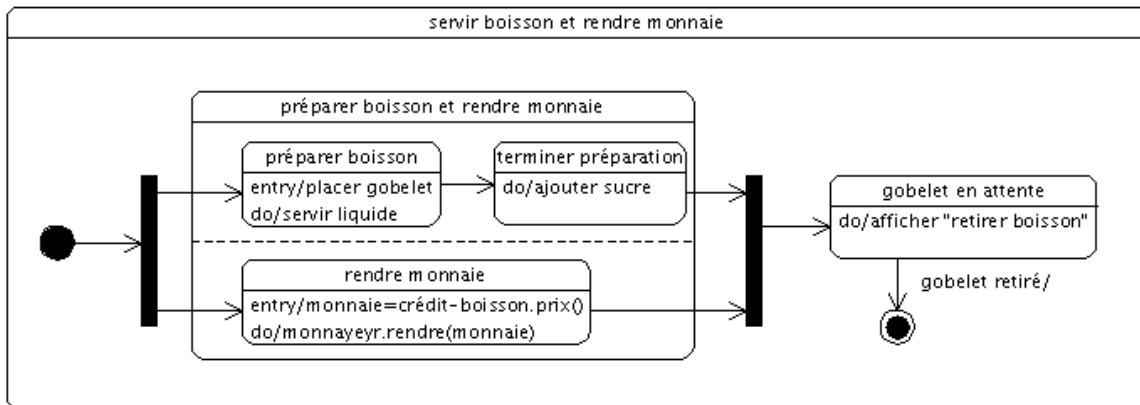 servir boisson et rendre monnaie
préparer boisson et rendre monnaie
préparer boisson
entry/placer gobelet
do/servir liquide
terminer préparation
do/ajouter sucre
rendre monnaie
entry/monnaie=crédit-boisson.prix()
do/monnayeyr.rendre(monnaie)
gobelet en attente
do/afficher "retirer boisson"
gobelet retiré/